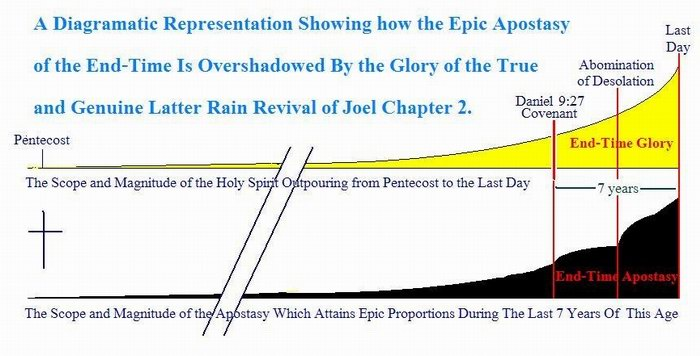 A Diagramatic Representation Showing how the Epic Apostasy
of the End-Time Is Overshadowed By the Glory of the True
and Genuine Latter Rain Revival of Joel Chapter 2.
Last
Day
Abomination
of Desolation
Daniel 9:27
Covenant
Pentecost
End-Time Glory
The Scope and Magnitude of the Holy Spirit Outpouring from Pentecost to the Last Day
7 years
End-Time Apostasy
The Scope and Magnitude of the Apostasy Which Attains Epic Proportions During The Last 7 Years Of This Age